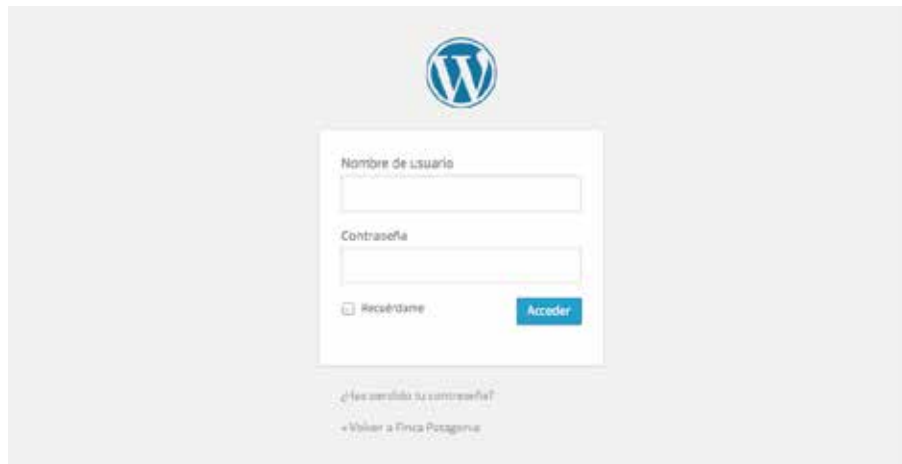 Nombre de usuario
Contraseña
Recuérdame
Acceder
¿Has perdido tu contraseña?
« Volver a Finca Patagonia